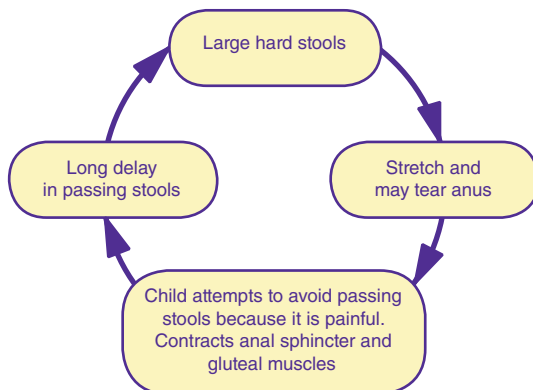 Large hard stools
Stretch and
may tear anus
Child attempts to avoid passing
stools because it is painful.
Contracts anal sphincter and
gluteal muscles
Long delay
in passing stools